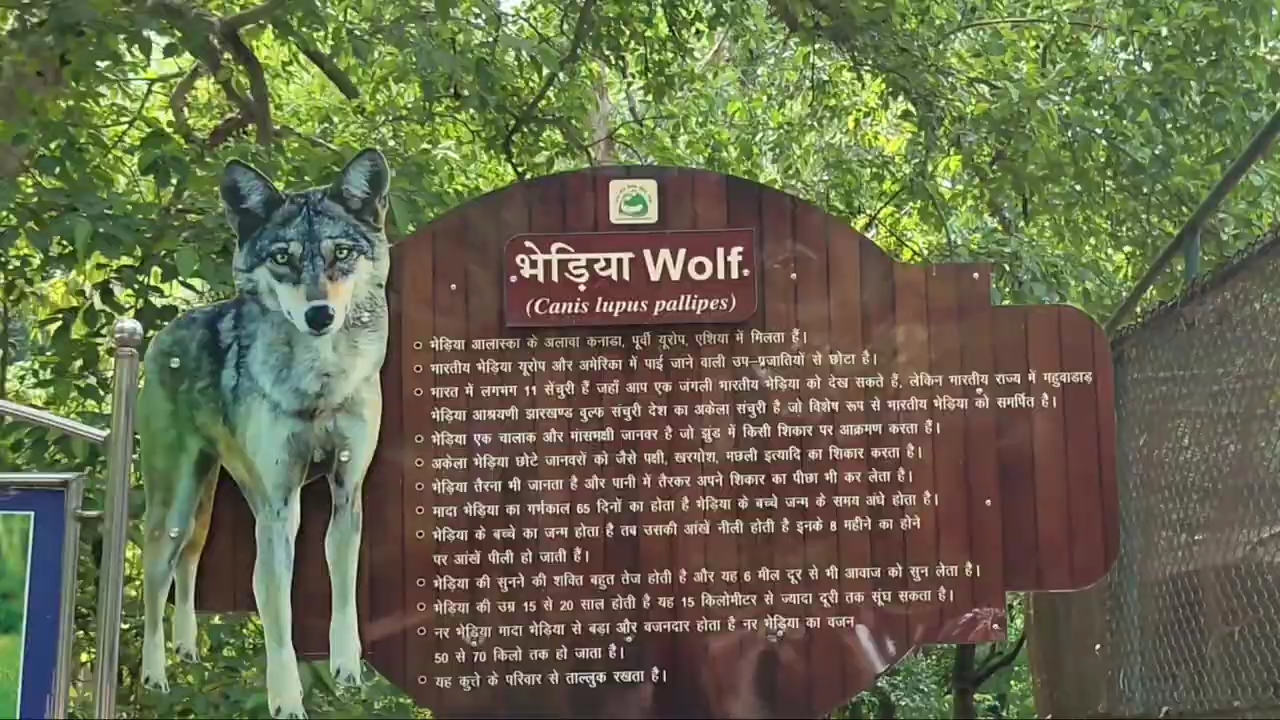 भेड़िया Wolf
(Canis lupus pallipes)
भेड़िया आलास्का के अलावा कनाडा, पूर्वी यूरोप, एशिया में मिलता हैं।
भारतीय भेड़िया यूरोप और अमेरिका में पाई जाने वाली उप-प्रजातियों से छोटा है।
भारत में लगभग 11 सेंचुरी हैं जहाँ आप एक जंगली भारतीय भेड़िया को देख सकते हैं, लेकिन भारतीय राज्य में महुवाडाड़
भेड़िया आश्रयणी झारखण्ड वुल्फ संचुरी देश का अकेला संचुरी है जो विशेष रूप से भारतीय भेड़िया को समर्पित है।
भेड़िया एक चालाक और मांसभक्षी जानवर है जो झुंड में किसी शिकार पर आक्रमण करता हैं।
अकेला भेड़िया छोटे जानवरों को जैसे पक्षी, खरगोश, मछली इत्यादि का शिकार करता है।
भेड़िया तैरना भी जानता है और पानी में तैरकर अपने शिकार का पीछा भी कर लेता है।
मादा भेड़िया का गर्भकाल 65 दिनों का होता है भेड़िया के बच्चे जन्म के समय अंधे होता है।
भेड़िया के बच्चे का जन्म होता है तब उसकी आंखें नीली होती है इनके 8 महीने का होने
पर आंखें पीली हो जाती हैं।
भेड़िया की सुनने की शक्ति बहुत तेज होती है और यह 6 मील दूर से भी आवाज को सुन लेता है।
भेड़िया की उम्र 15 से 20 साल होती है यह 15 किलोमीटर से ज्यादा दूरी तक सूंघ सकता है।
नर भेड़िया मादा भेड़िया से बड़ा और वजनदार होता है नर भेड़िया का वजन
50 से 70 किलो तक हो जाता है।
यह कुत्ते के परिवार से ताल्लुक रखता है।